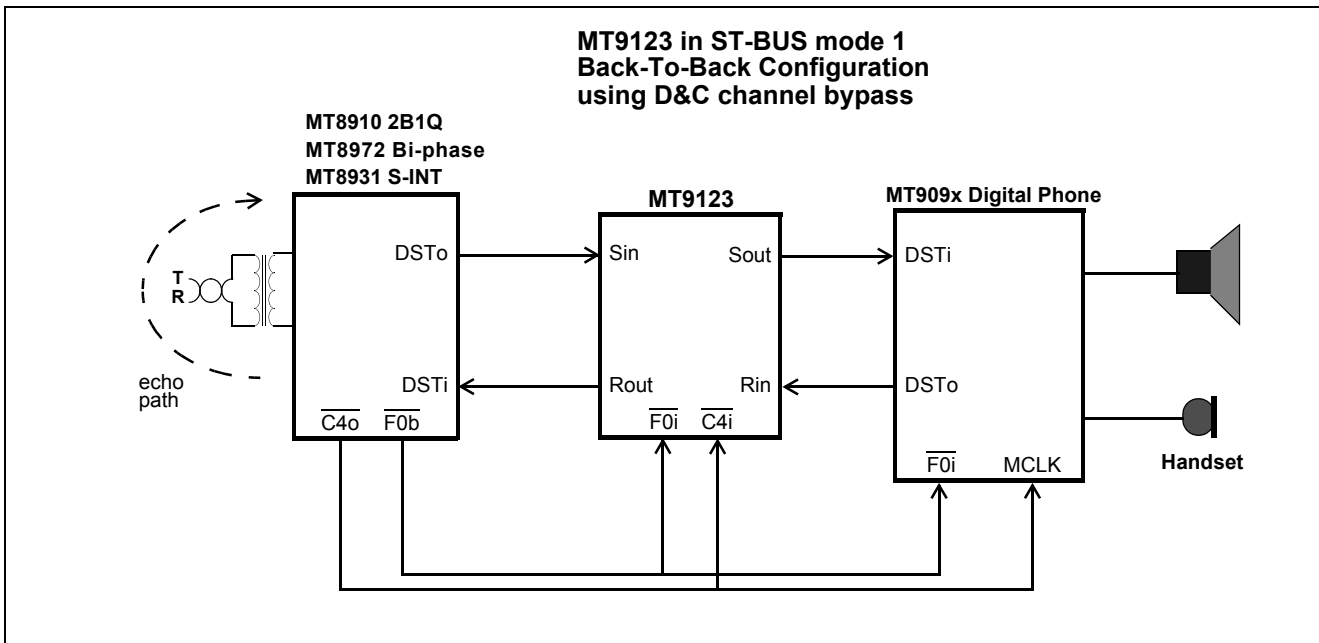 MT9123 in ST-BUS mode 1
Back-To-Back Configuration
using D&C channel bypass
MT8910 2B1Q
MT8972 Bi-phase
MT8931 S-INT
MT9123
MT909x Digital Phone
DSTo
Sin
Sout
DSTi
T
R
echo
path
DSTi
Rout
Rin
DSTo
C4o
F0b
F0i
C4i
F0i
MCLK
Handset